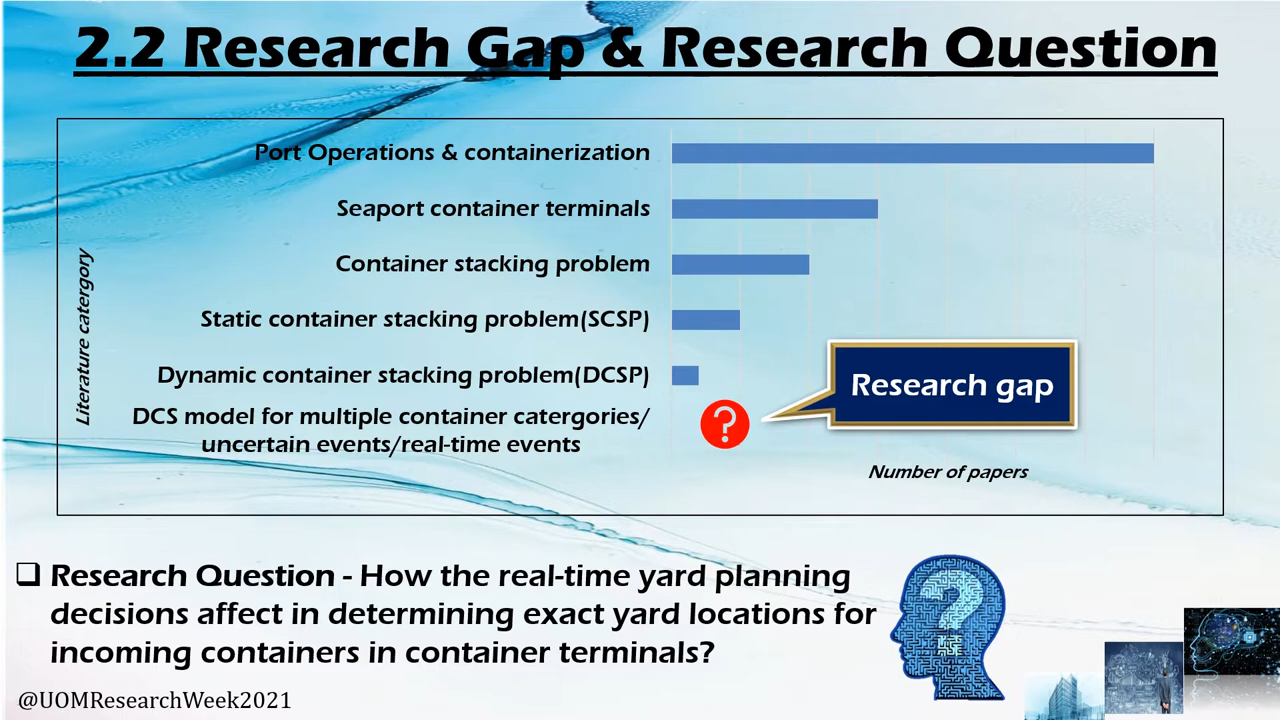 2.2 Research Gap & Research Question
Port Operations & containerization
Seaport container terminals
Container stacking problem
Static container stacking problem(SCSP)
Dynamic container stacking problem(DCSP)
DCS model for multiple container catergories/
uncertain events/real-time events
Literature catergory
?
Research gap
Number of papers
❑ Research Question - How the real-time yard planning
decisions affect in determining exact yard locations for
incoming containers in container terminals?
?
@UOMResearchWeek2021